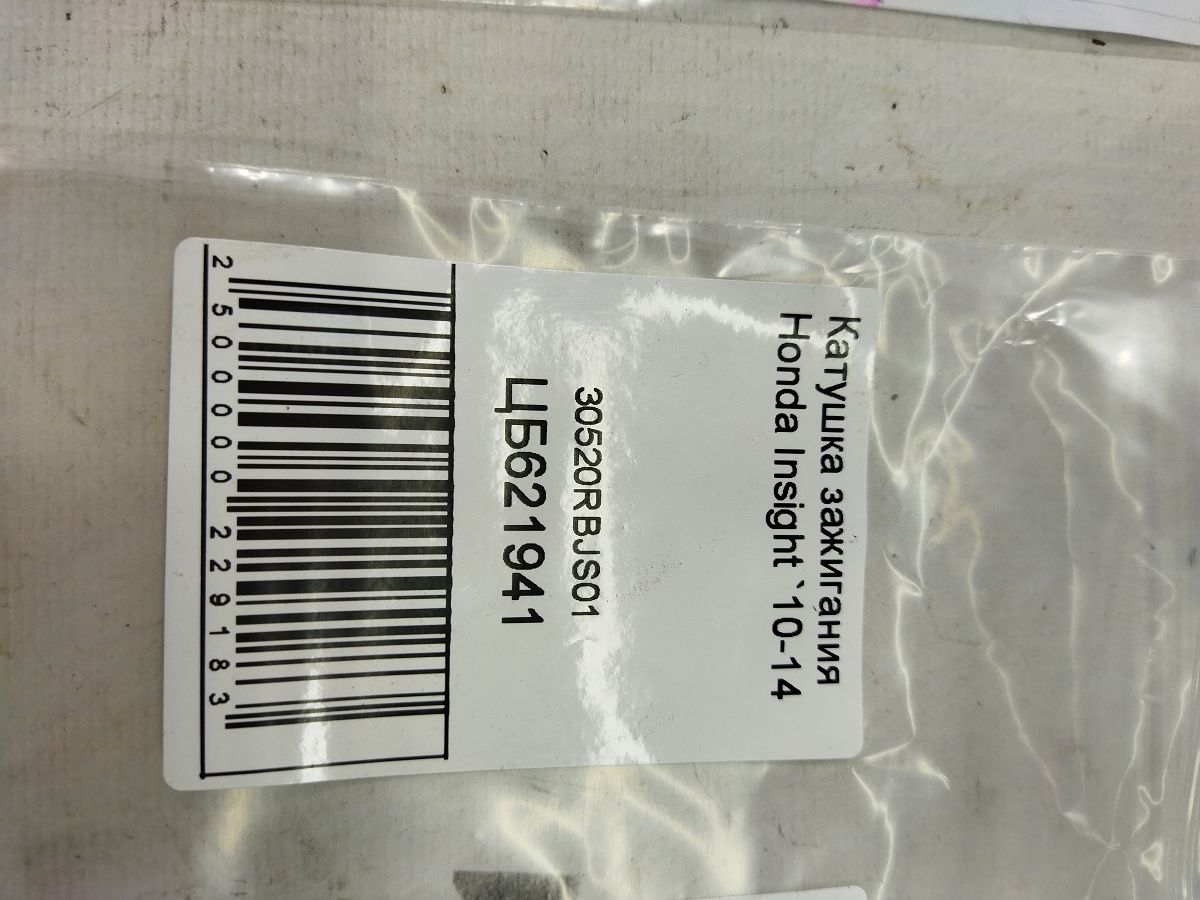 Катушка зажигания
Honda Insight `10-14
30520RBJS01
ЦБ621941
2500000229183